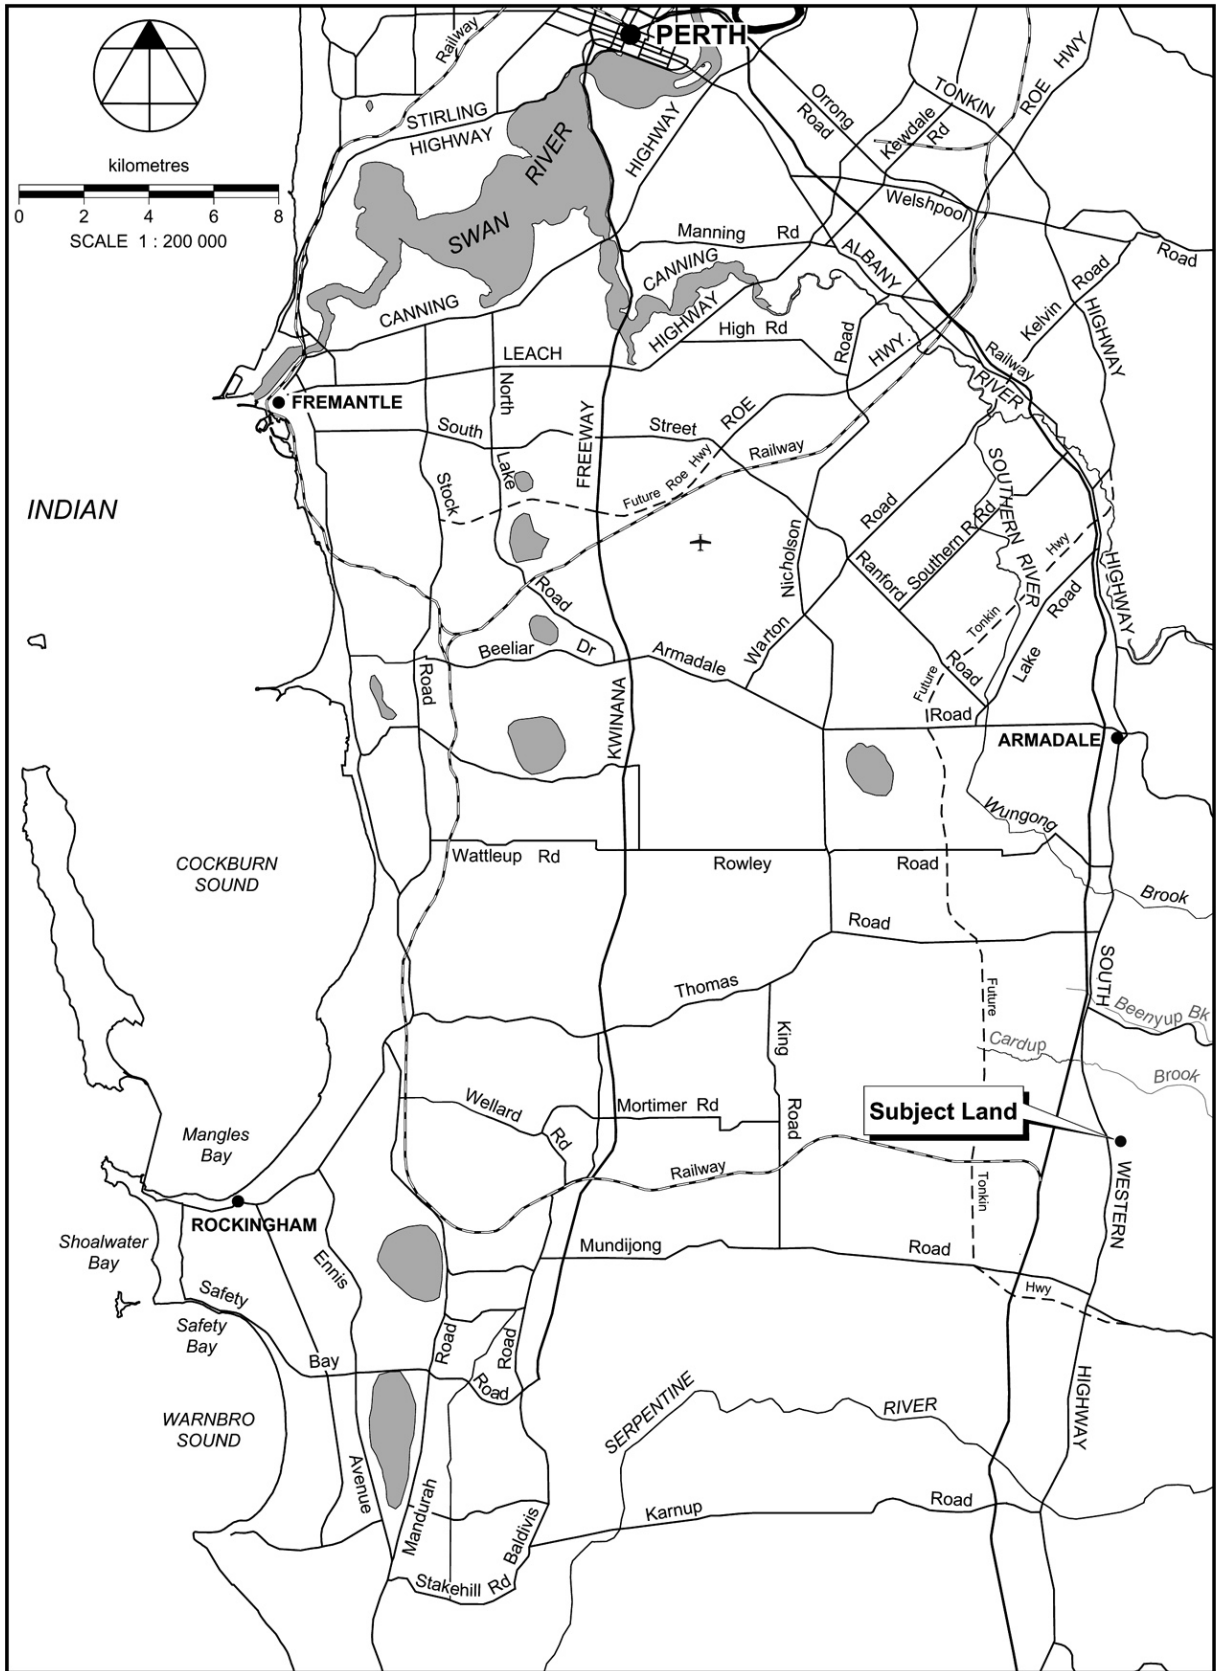 PERTH
Railway
STIRLING
HIGHWAY
kilometres
0 2 4 6 8
SCALE 1 : 200 000
SWAN
RIVER
HIGHWAY
Orrong
Road
Kewdale
Rd
TONKIN
ROE HWY
Welshpool
Road
Manning Rd
ALBANY
CANNING
CANNING
HIGHWAY
High Rd
Road
HWY.
Kelvin Road
HIGHWAY
Railway
RIVER
LEACH
FREMANTLE
North
Lake
Road
South Street
FREEWAY
ROE
Railway
Future Roe Hwy
Stock
Road
INDIAN
Nicholson
Road
Ranford
Road
Southern R Rd
SOUTHERN RIVER
Future Tonkin Hwy
Lake Road
HIGHWAY
Beeliar Dr
Armadale
Warton
Road
KWINANA
ARMADALE
Wungong
Brook
COCKBURN
SOUND
Wattleup Rd
Rowley Road
Thomas Road
SOUTH
Future
Beenyup Bk
Cardup
Brook
King
Road
Wellard
Rd
Mortimer Rd
Subject Land
Mangles
Bay
Railway
Tonkin
WESTERN
ROCKINGHAM
Shoalwater
Bay
Ennis
Mundijong Road
Hwy
Safety
Safety
Bay
Bay
Road
Road
Road
WARNBRO
SOUND
SERPENTINE
RIVER
HIGHWAY
Avenue
Mandurah
Baldivis
Karnup Road
Stakehill Rd